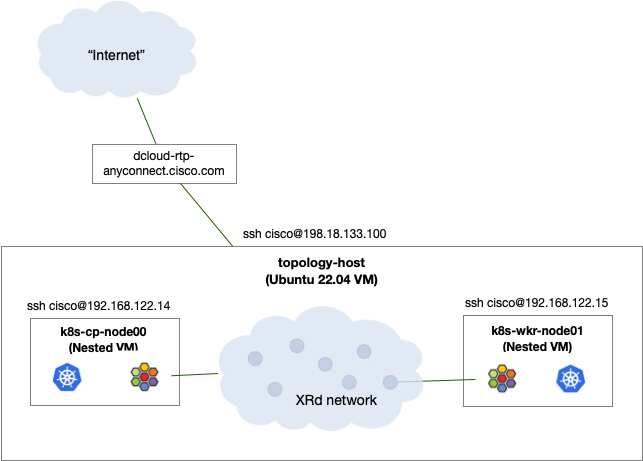 “Internet”
dcloud-rtp-
anyconnect.cisco.com
ssh cisco@198.18.133.100
topology-host
(Ubuntu 22.04 VM)
ssh cisco@192.168.122.14
k8s-cp-node00
(Nested VM)
ssh cisco@192.168.122.15
k8s-wkr-node01
(Nested VM)
XRd network